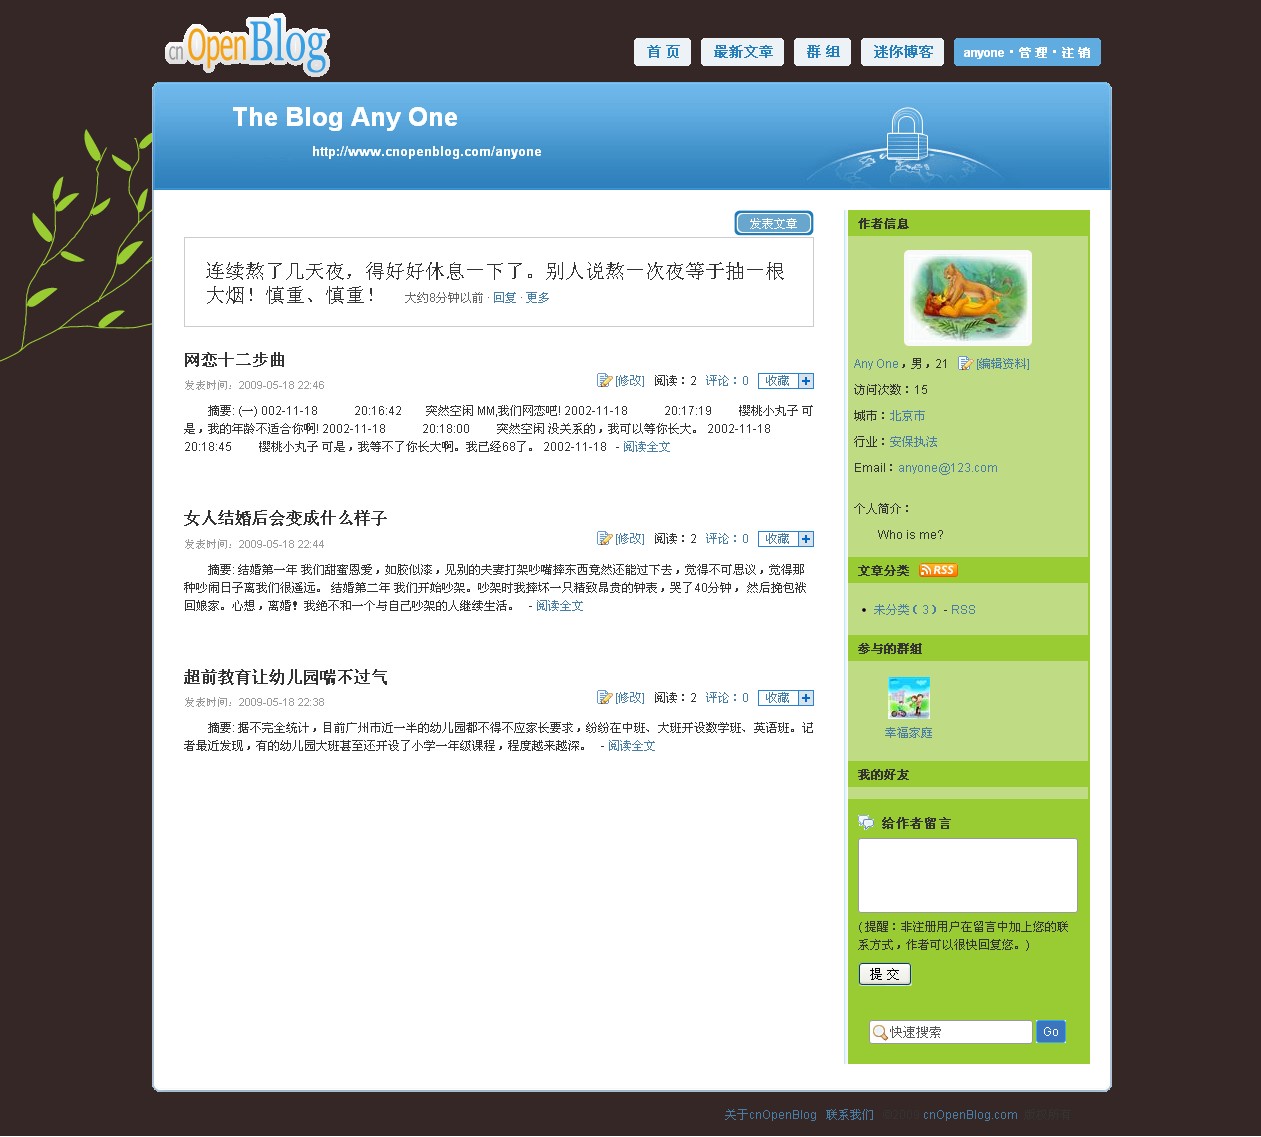 cnOpenBlog
首 页 最新文章 群 组 迷你博客 anyone·管 理·注 销
The Blog Any One
http://www.cnopenblog.com/anyone
发表文章
连续熬了几天夜，得好好休息一下了。别人说熬一次夜等于抽一根
大烟！慎重、慎重！ 大约8分钟以前 · 回复 · 更多
网恋十二步曲
发表时间：2009-05-18 22:46
[修改] 阅读：2 评论：0 收藏 +
摘要: (一) 002-11-18 20:16:42 突然空闲 MM,我们网恋吧! 2002-11-18 20:17:19 樱桃小丸子 可
是，我的年龄不适合你啊! 2002-11-18 20:18:00 突然空闲 没关系的，我可以等你长大。 2002-11-18
20:18:45 樱桃小丸子 可是，我等不了你长大啊。我已经68了。 2002-11-18 - 阅读全文
女人结婚后会变成什么样子
发表时间：2009-05-18 22:44
[修改] 阅读：2 评论：0 收藏 +
摘要: 结婚第一年 我们甜蜜恩爱，如胶似漆，见别的夫妻打架吵嘴摔东西竟然还能过下去，觉得不可思议，觉得那
种吵闹日子离我们很遥远。 结婚第二年 我们开始吵架。吵架时我摔坏一只精致昂贵的钟表，哭了40分钟， 然后挽包袱
回娘家。心想，离婚！我绝不和一个与自己吵架的人继续生活。 - 阅读全文
超前教育让幼儿园喘不过气
发表时间：2009-05-18 22:38
[修改] 阅读：2 评论：0 收藏 +
摘要: 据不完全统计，目前广州市近一半的幼儿园都不得不应家长要求，纷纷在中班、大班开设数学班、英语班。记
者最近发现，有的幼儿园大班甚至还开设了小学一年级课程，程度越来越深。 - 阅读全文
作者信息
Any One，男，21 [编辑资料]
访问次数：15
城市：北京市
行业：安保执法
Email：anyone@123.com
个人简介：
Who is me?
文章分类 RSS
• 未分类（3） - RSS
参与的群组
幸福家庭
我的好友
给作者留言
(提醒：非注册用户在留言中加上您的联
系方式，作者可以很快回复您。)
提 交
快速搜索 Go
关于cnOpenBlog 联系我们 cnOpenBlog.com